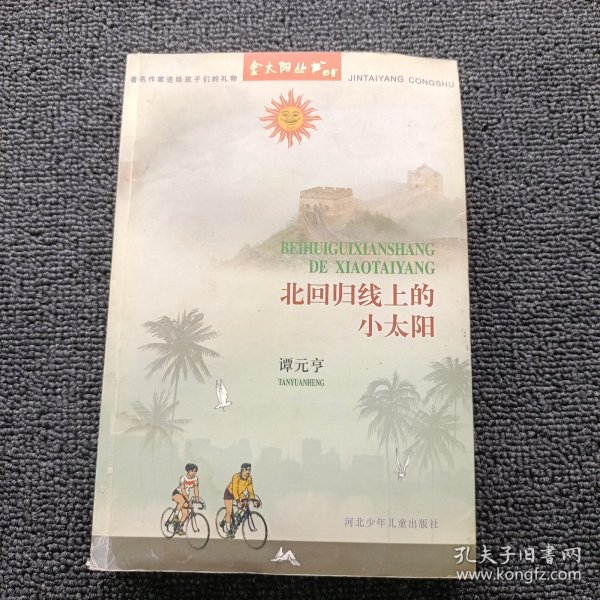 著名作家送给孩子们的礼物
金太阳丛书
JINTAIYANG CONGSHU
BEIHUIGUIXIANSHANG
DE XIAOTAIYANG
北回归线上的
小太阳
谭元亨
TANYUANHENG
河北少年儿童出版社
孔夫子旧书网
www.kongfz.com